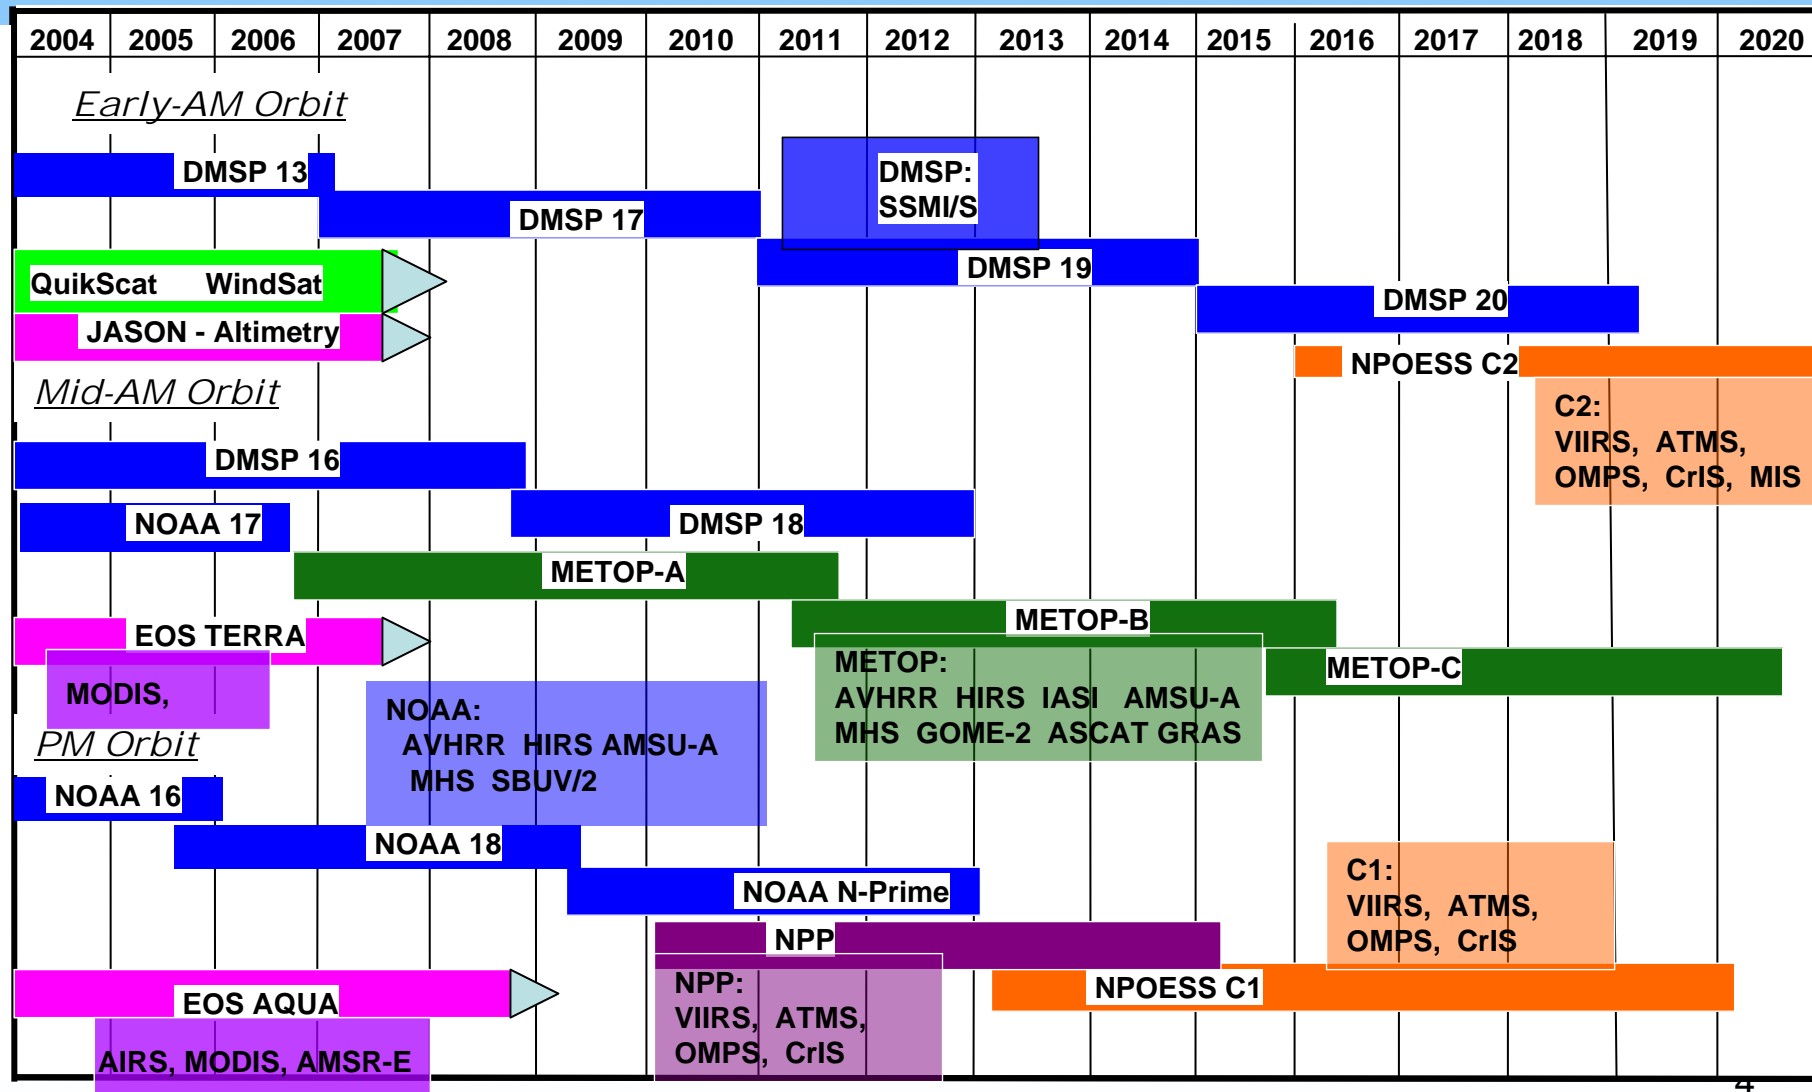 2004 2005 2006 2007 2008 2009 2010 2011 2012 2013 2014 2015 2016 2017 2018 2019 2020
Early-AM Orbit
DMSP 13
DMSP:
SSMI/S
DMSP 17
DMSP 19
QuikScat WindSat
DMSP 20
JASON - Altimetry
NPOESS C2
Mid-AM Orbit
C2:
VIIRS, ATMS,
OMPS, CrIS, MIS
DMSP 16
NOAA 17
DMSP 18
METOP-A
METOP-B
EOS TERRA
METOP:
AVHRR HIRS IASI AMSU-A
MHS GOME-2 ASCAT GRAS
METOP-C
MODIS,
NOAA:
AVHRR HIRS AMSU-A
MHS SBUV/2
PM Orbit
NOAA 16
NOAA 18
NOAA N-Prime
C1:
VIIRS, ATMS,
OMPS, CrIS
NPP
NPP:
VIIRS, ATMS,
OMPS, CrIS
NPOESS C1
EOS AQUA
AIRS, MODIS, AMSR-E
4